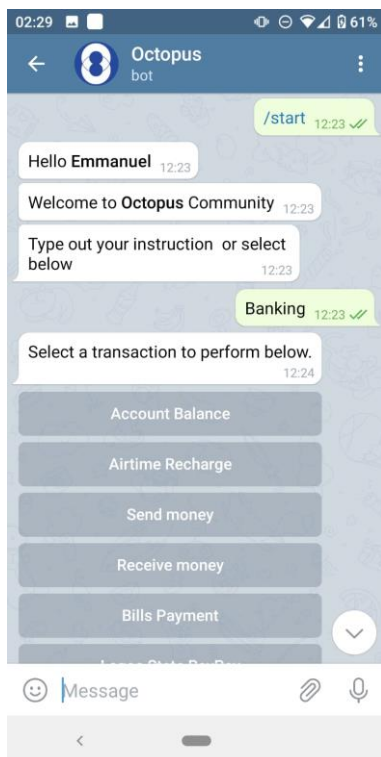 02:29 61%
Octopus
bot
/start 12:23
Hello Emmanuel 12:23
Welcome to Octopus Community 12:23
Type out your instruction or select
below 12:23
Banking 12:23
Select a transaction to perform below.
12:24
Account Balance
Airtime Recharge
Send money
Receive money
Bills Payment
Message